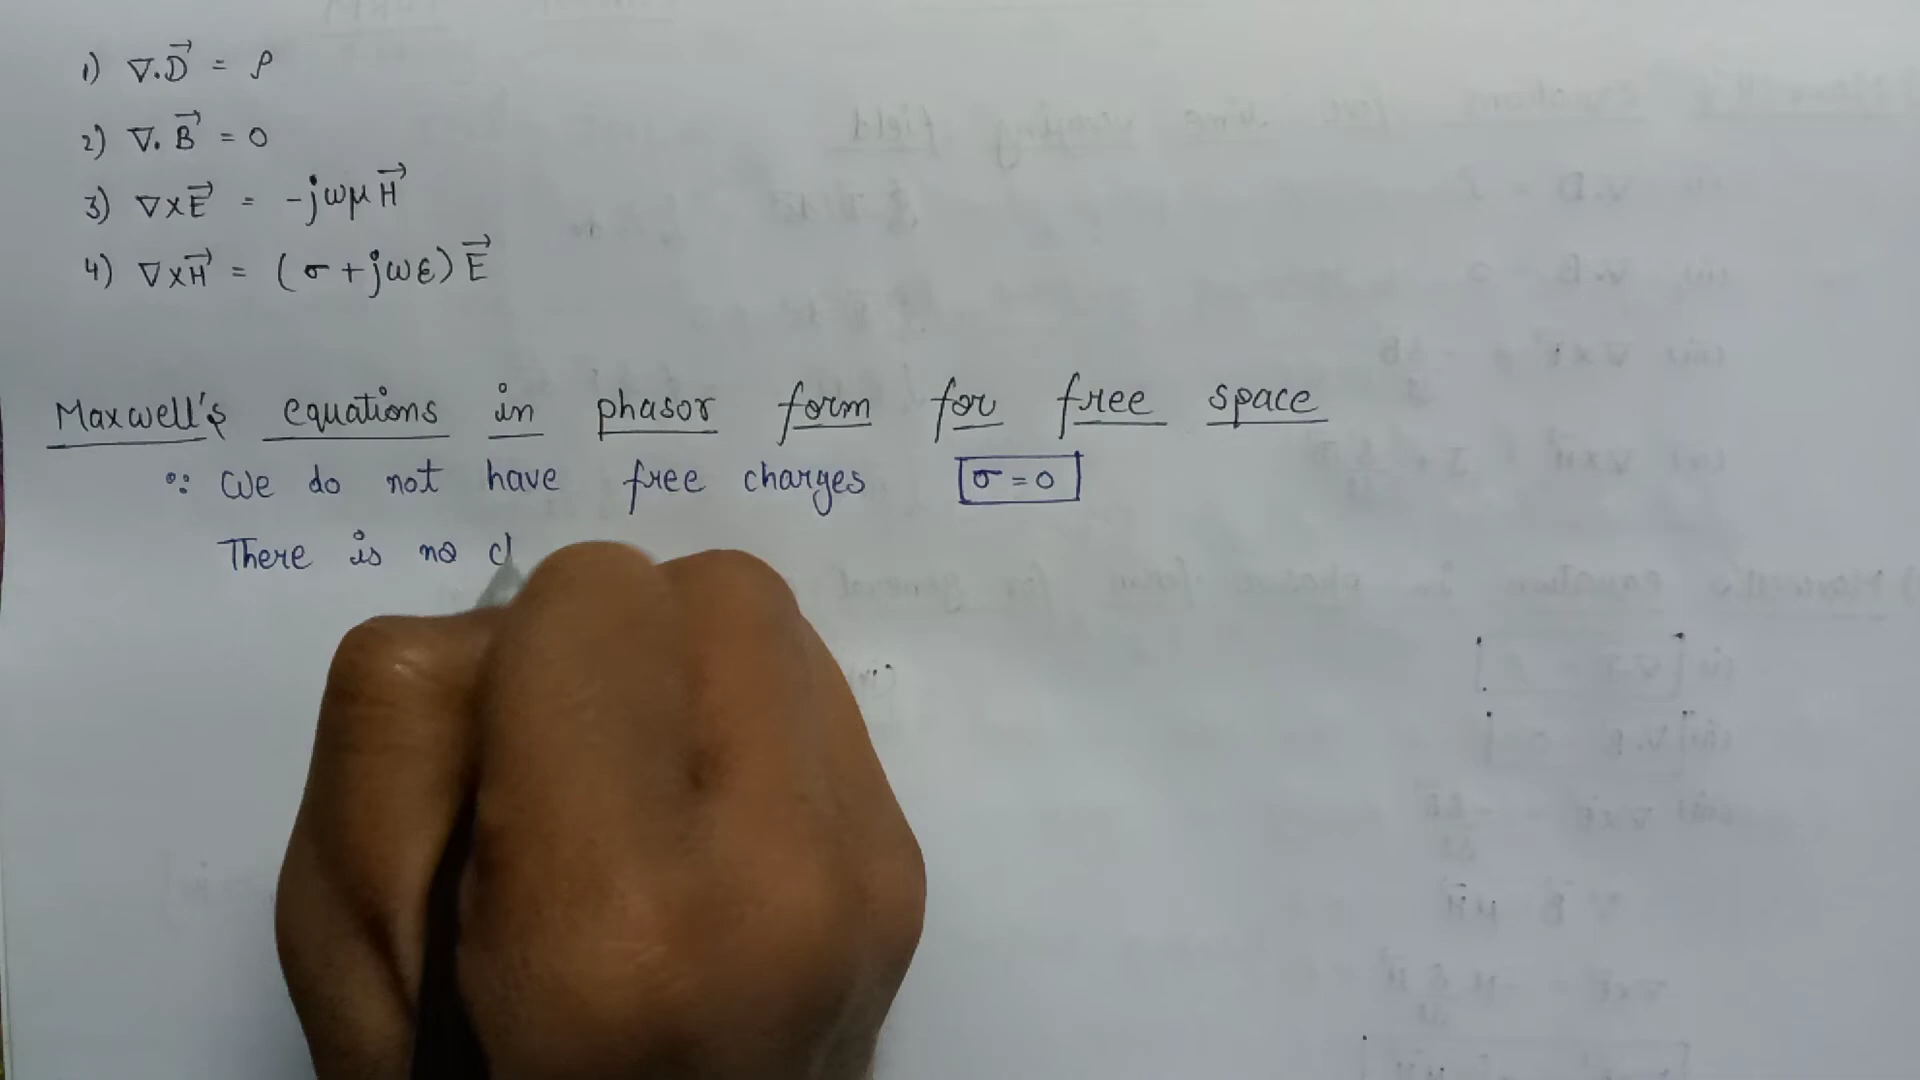 1) ∇.D⃗ = ρ
2) ∇.B⃗ = 0
3) ∇×E⃗ = -jωμH⃗
4) ∇×H⃗ = (σ+jωε)E⃗
Maxwell's equations in phasor form for free space
∵ We do not have free charges σ=0
There is no